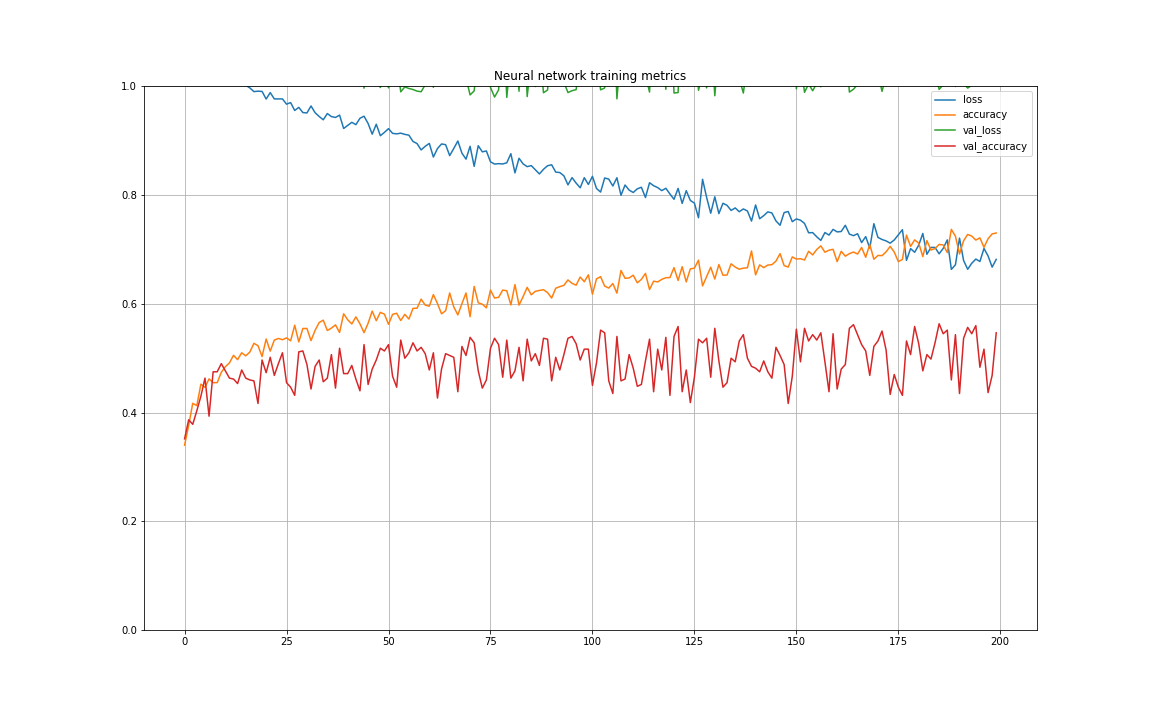 Neural network training metrics
1.0
loss
accuracy
val_loss
val_accuracy
0.8
0.6
0.4
0.2
0.0
0 25 50 75 100 125 150 175 200